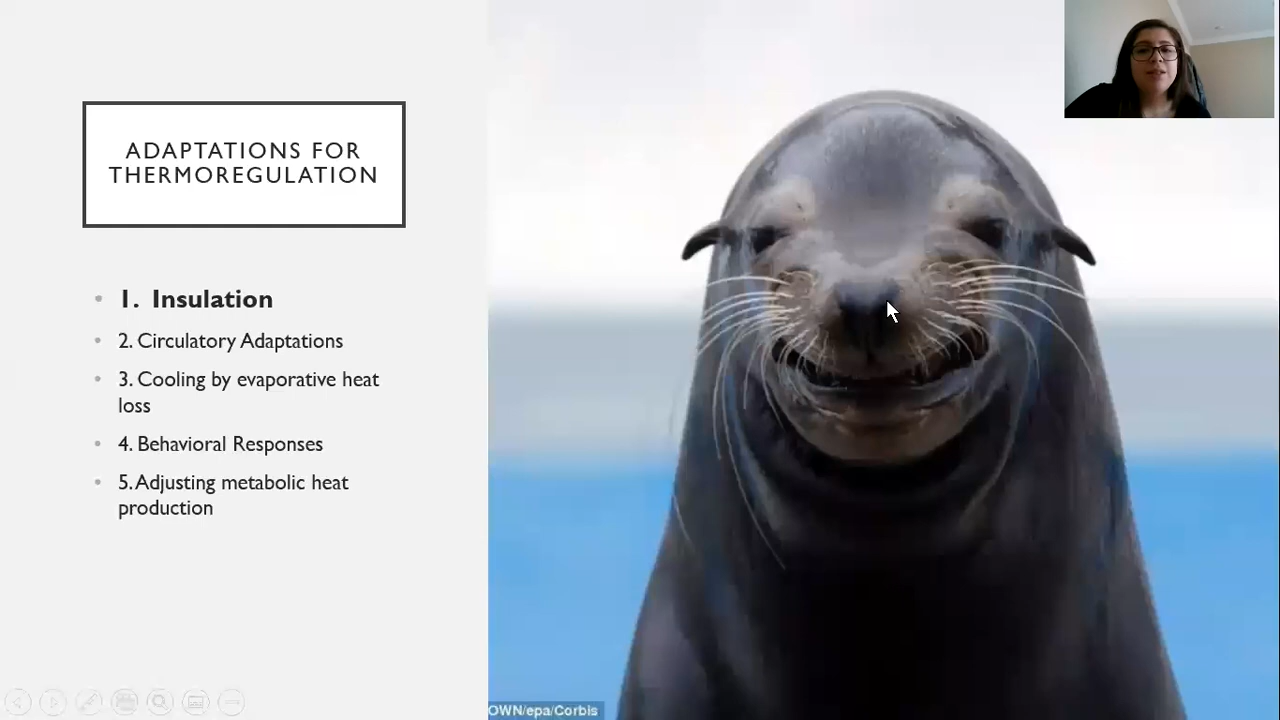 ADAPTATIONS FOR
THERMOREGULATION
• 1. Insulation
• 2. Circulatory Adaptations
• 3. Cooling by evaporative heat
loss
• 4. Behavioral Responses
• 5. Adjusting metabolic heat
production
OWN/epa/Corbis